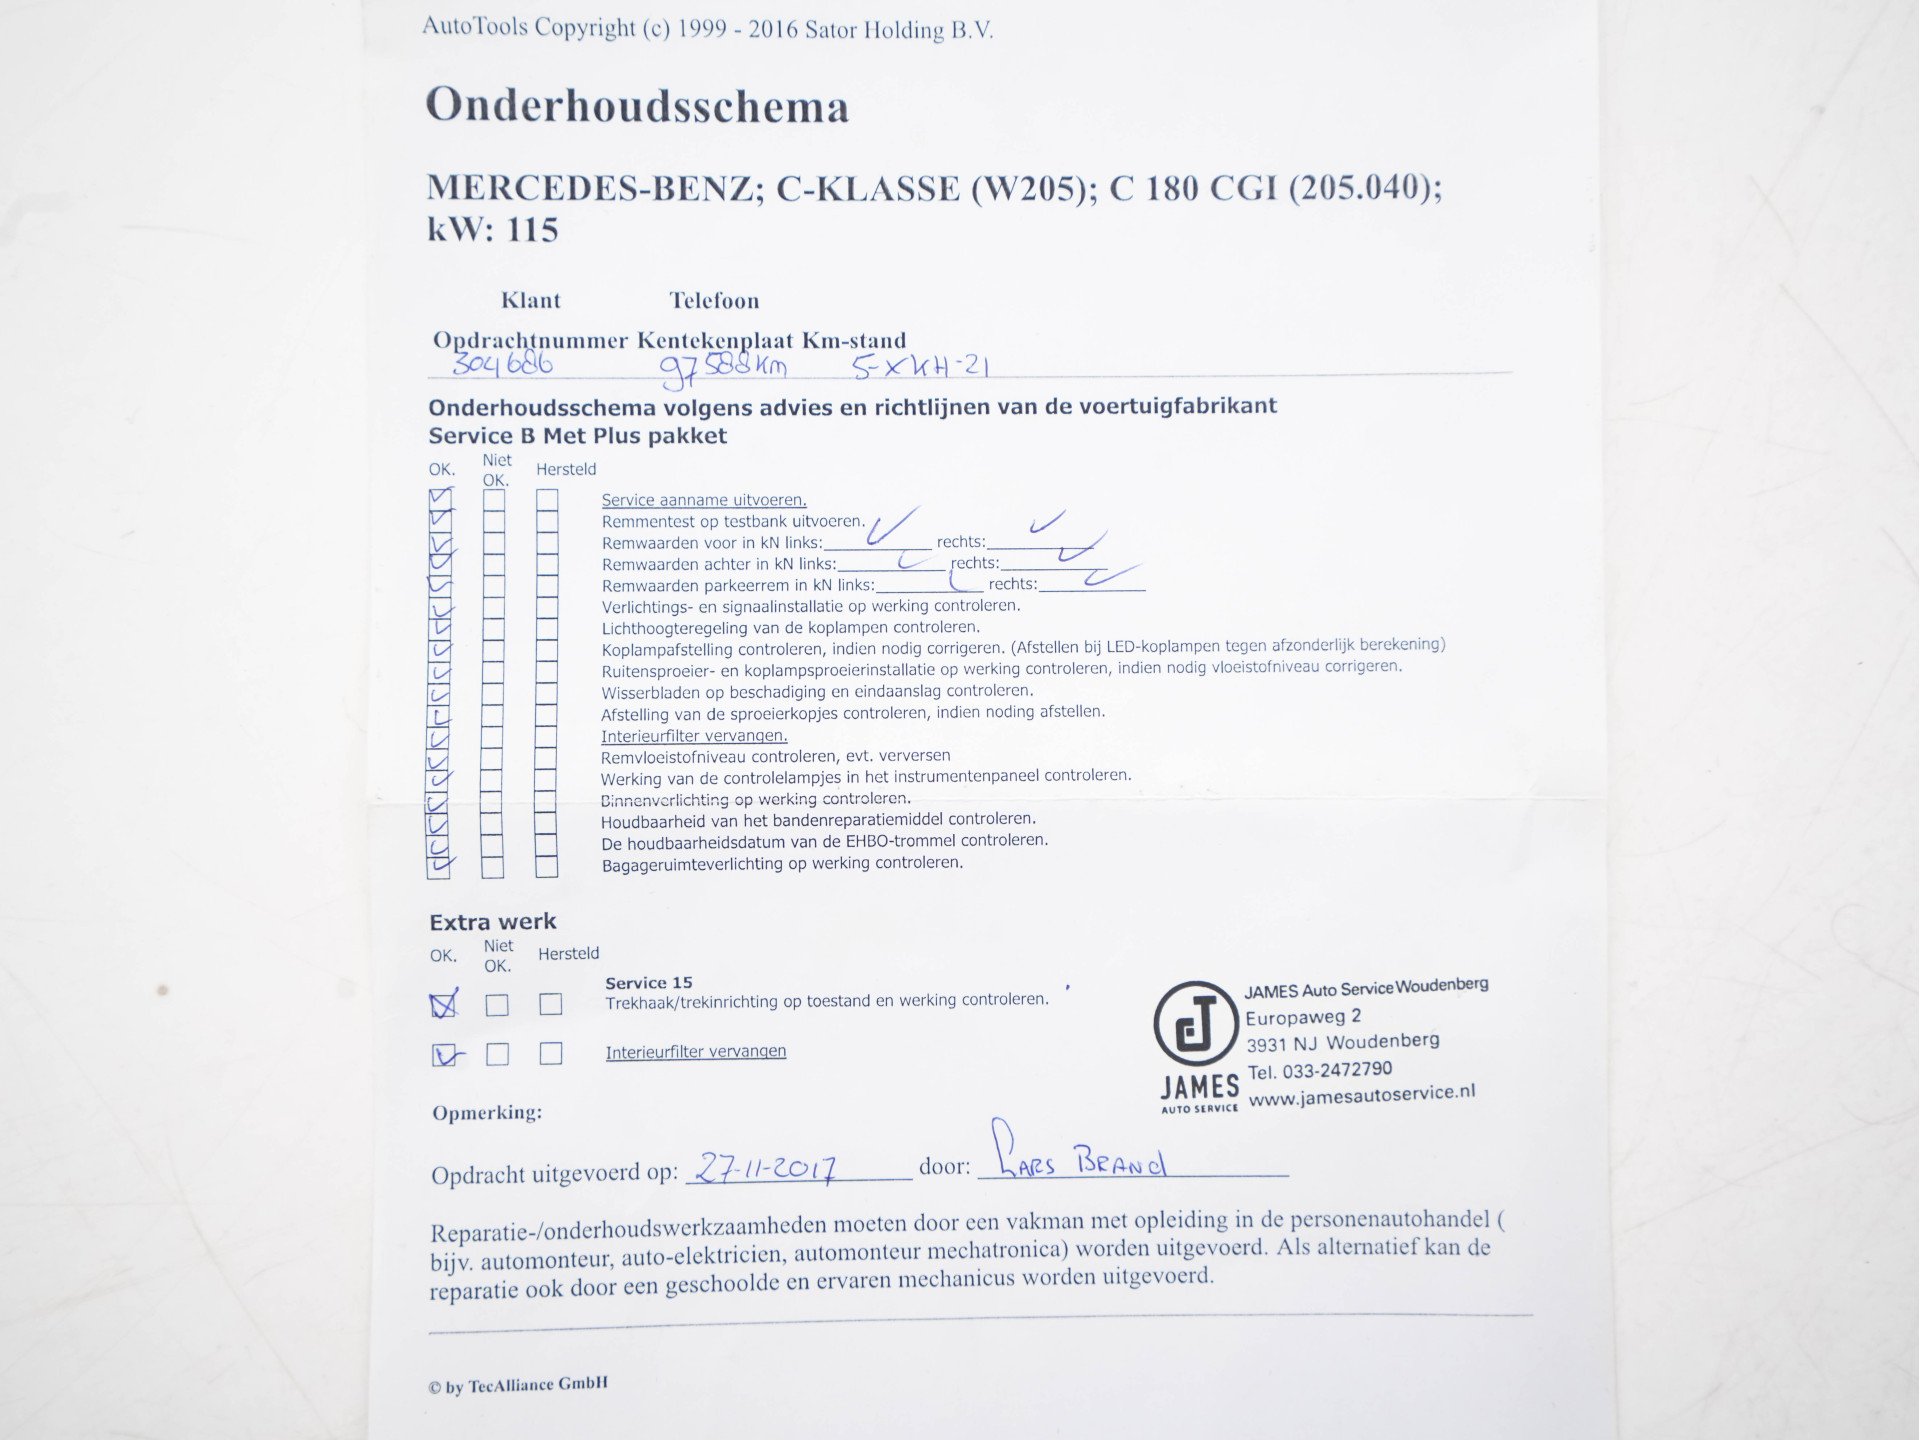 AutoTools Copyright (c) 1999 - 2016 Sator Holding B.V.
Onderhoudsschema
MERCEDES-BENZ; C-KLASSE (W205); C 180 CGI (205.040);
kW: 115
Klant Telefoon
Opdrachtnummer Kentekenplaat Km-stand
304686 97588km 5-XKH-21
Onderhoudsschema volgens advies en richtlijnen van de voertuigfabrikant
Service B Met Plus pakket
OK. Niet OK. Hersteld
Service aanname uitvoeren.
Remmentest op testbank uitvoeren.
Remwaarden voor in kN links: rechts:
Remwaarden achter in kN links: rechts:
Remwaarden parkeerrem in kN links: rechts:
Verlichtings- en signaalinstallatie op werking controleren.
Lichthoogteregeling van de koplampen controleren.
Koplampafstelling controleren, indien nodig corrigeren. (Afstellen bij LED-koplampen tegen afzonderlijk berekening)
Ruitensproeier- en koplampsproeierinstallatie op werking controleren, indien nodig vloeistofniveau corrigeren.
Wisserbladen op beschadiging en eindaanslag controleren.
Afstelling van de sproeierkopjes controleren, indien noding afstellen.
Interieurfilter vervangen.
Remvloeistofniveau controleren, evt. verversen
Werking van de controlelampjes in het instrumentenpaneel controleren.
Binnenverlichting op werking controleren.
Houdbaarheid van het bandenreparatiemiddel controleren.
De houdbaarheidsdatum van de EHBO-trommel controleren.
Bagageruimteverlichting op werking controleren.
Extra werk
OK. Niet OK. Hersteld
Service 15
Trekhaak/trekinrichting op toestand en werking controleren.
Interieurfilter vervangen
JAMES Auto Service Woudenberg
Europaweg 2
3931 NJ Woudenberg
Tel. 033-2472790
www.jamesautoservice.nl
JAMES
AUTO SERVICE
Opmerking:
Opdracht uitgevoerd op: 27-11-2017 door: Lars Brand
Reparatie-/onderhoudswerkzaamheden moeten door een vakman met opleiding in de personenautohandel (
bijv. automonteur, auto-elektricien, automonteur mechatronica) worden uitgevoerd. Als alternatief kan de
reparatie ook door een geschoolde en ervaren mechanicus worden uitgevoerd.
© by TecAlliance GmbH